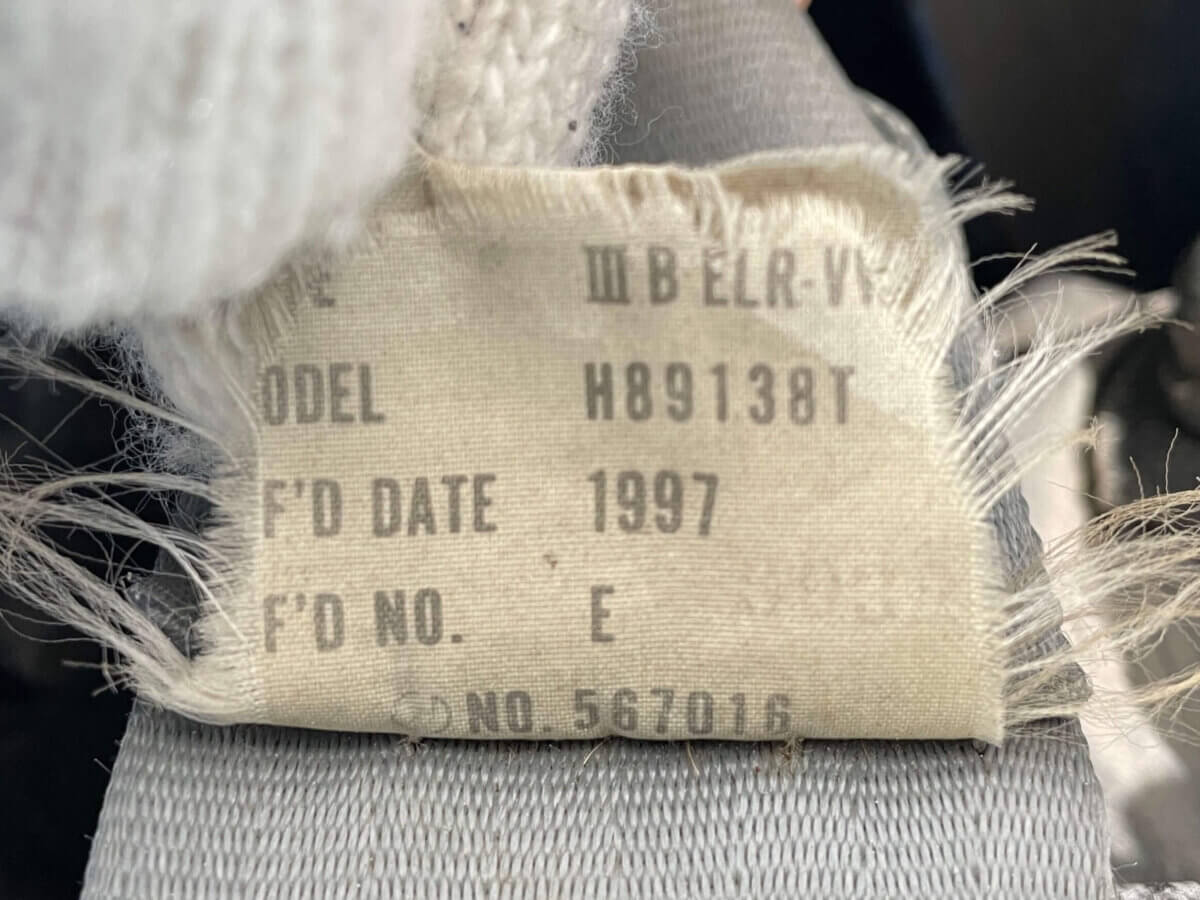 III B-ELR-V
ODEL H89138T
F'D DATE 1997
F'D NO. E
NO. 567016